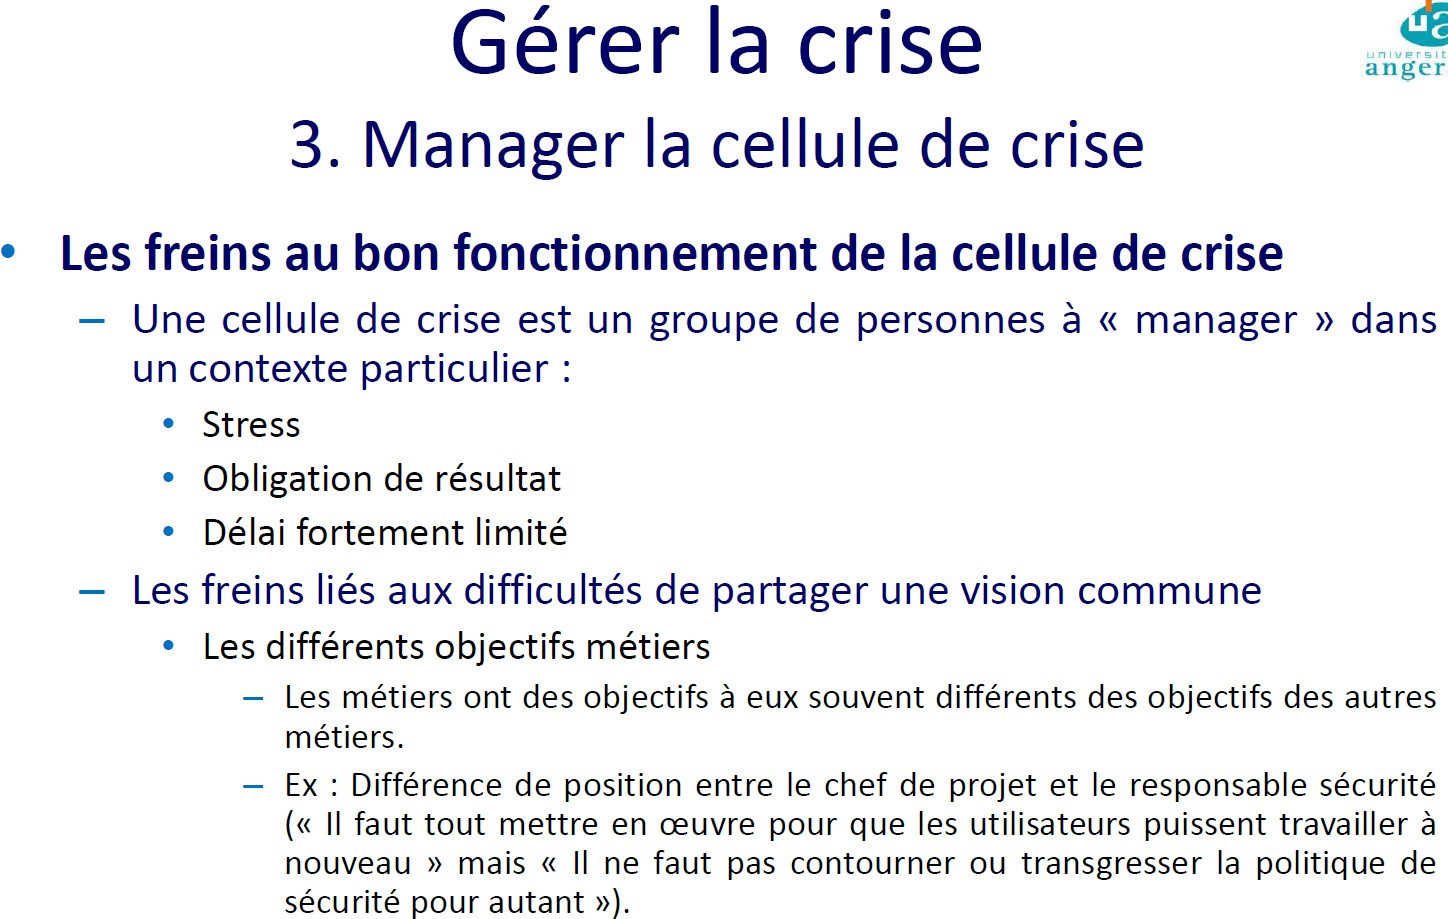 Gérer la crise
ua
université
angers
3. Manager la cellule de crise
• Les freins au bon fonctionnement de la cellule de crise
– Une cellule de crise est un groupe de personnes à « manager » dans
un contexte particulier :
• Stress
• Obligation de résultat
• Délai fortement limité
– Les freins liés aux difficultés de partager une vision commune
• Les différents objectifs métiers
– Les métiers ont des objectifs à eux souvent différents des objectifs des autres
métiers.
– Ex : Différence de position entre le chef de projet et le responsable sécurité
(« Il faut tout mettre en œuvre pour que les utilisateurs puissent travailler à
nouveau » mais « Il ne faut pas contourner ou transgresser la politique de
sécurité pour autant »).